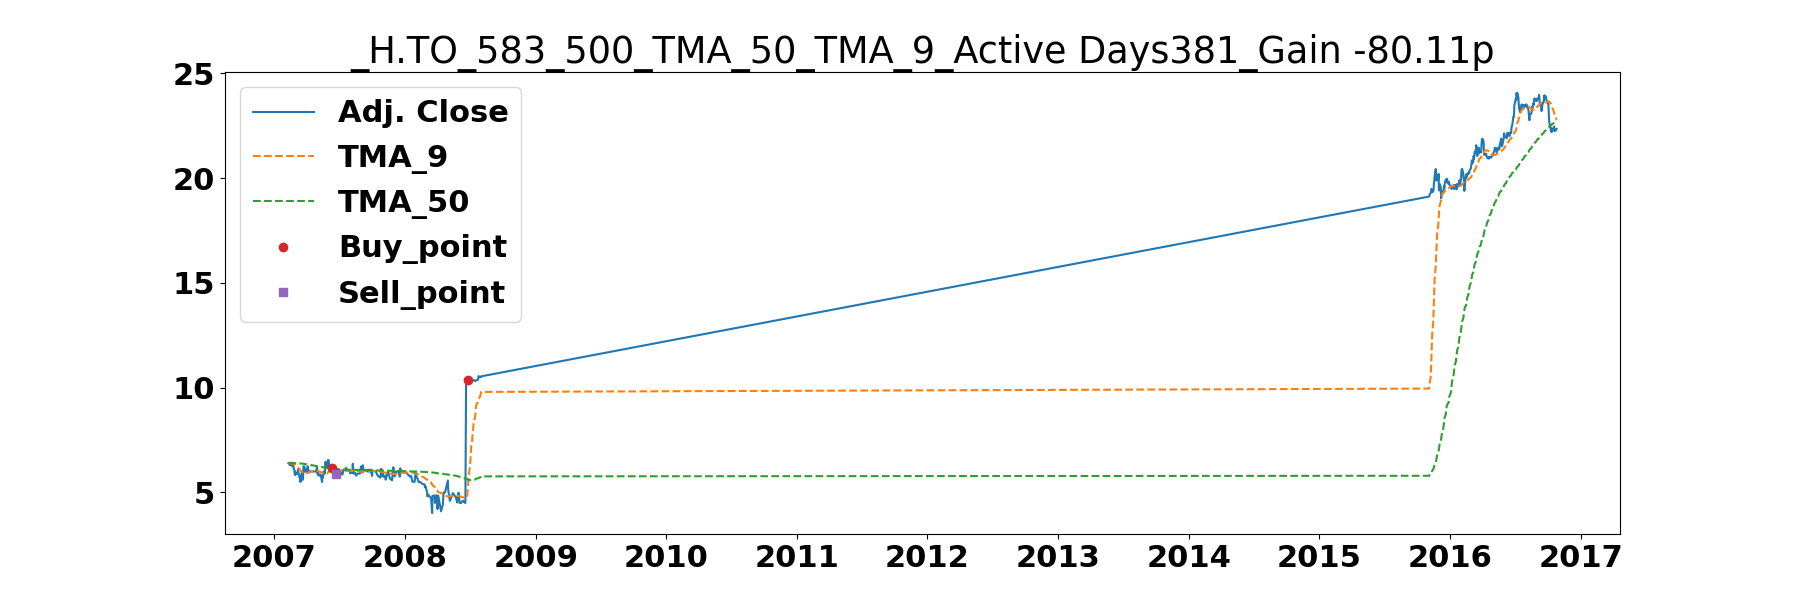 _H.TO_583_500_TMA_50_TMA_9_Active Days381_Gain -80.11p
25
20
15
10
5
Adj. Close
TMA_9
TMA_50
Buy_point
Sell_point
2007 2008 2009 2010 2011 2012 2013 2014 2015 2016 2017